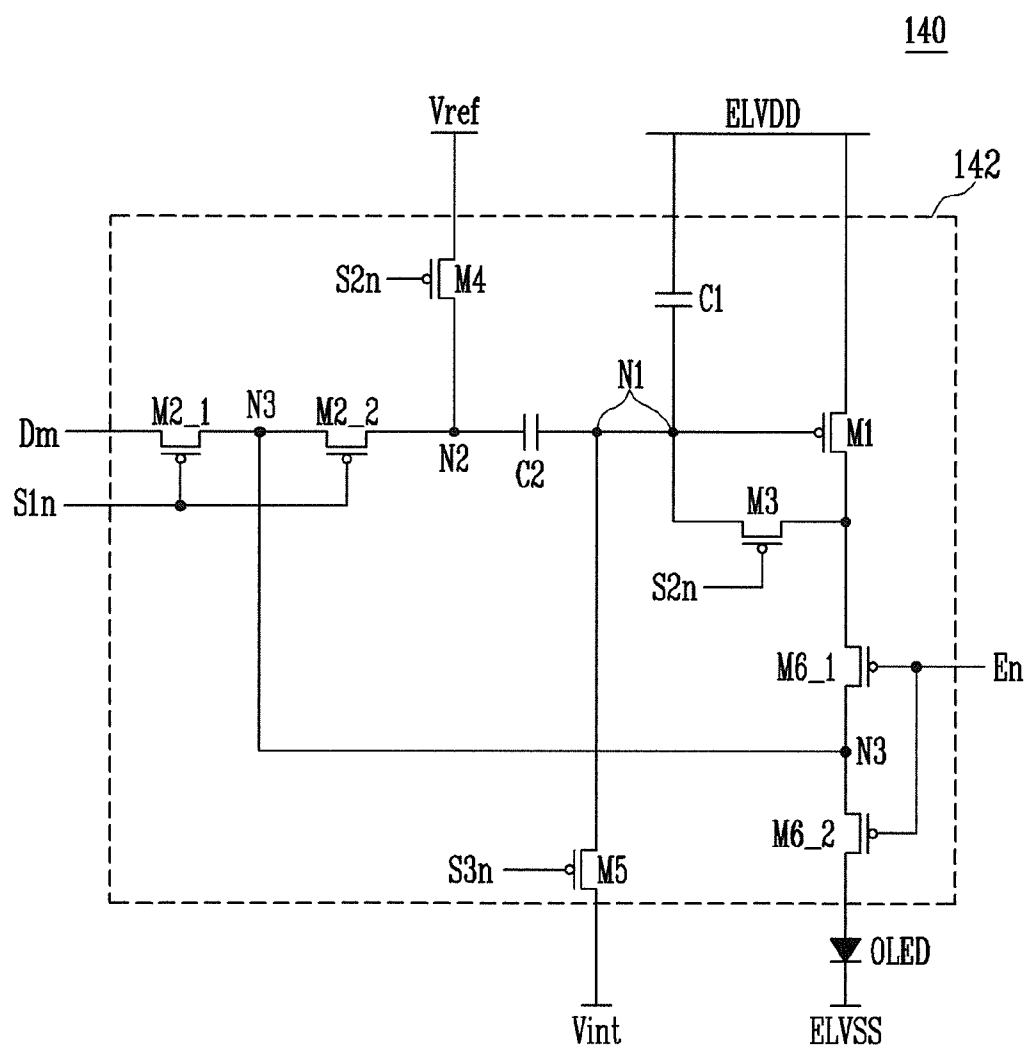 140
Vref
ELVDD
142
S2n
M4
C1
N1
M2_1
N3
M2_2
Dm
N2
C2
M1
S1n
M3
S2n
M6_1
En
N3
M6_2
S3n
M5
OLED
Vint
ELVSS